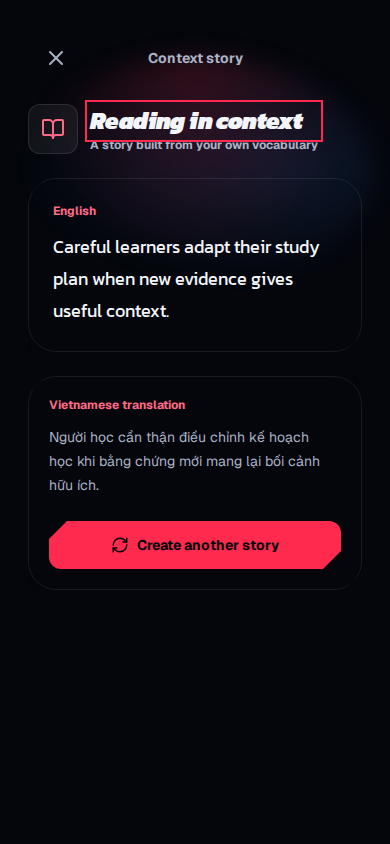 Context story
Reading in context
A story built from your own vocabulary
English
Careful learners adapt their study
plan when new evidence gives
useful context.
Vietnamese translation
Người học cẩn thận điều chỉnh kế hoạch
học khi bằng chứng mới mang lại bối cảnh
hữu ích.
Create another story